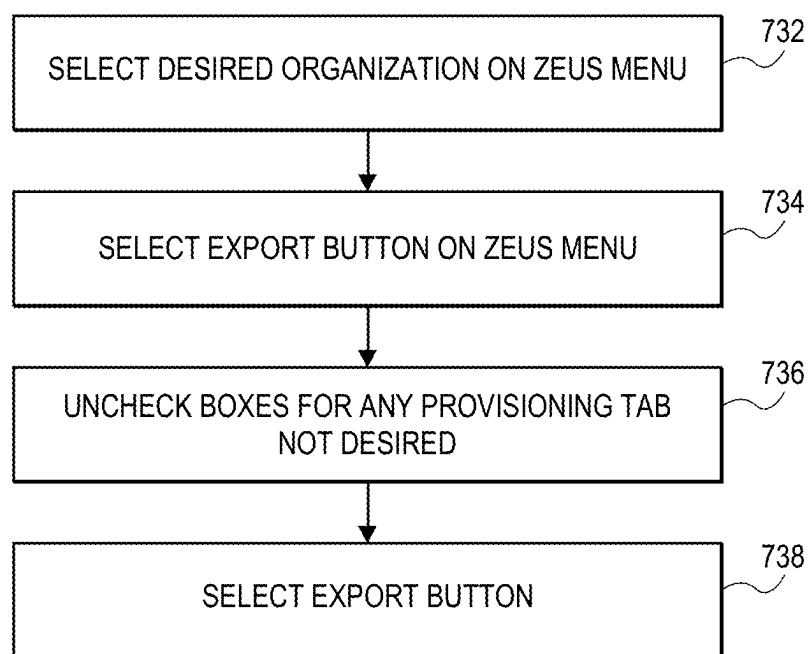 732
SELECT DESIRED ORGANIZATION ON ZEUS MENU
734
SELECT EXPORT BUTTON ON ZEUS MENU
736
UNCHECK BOXES FOR ANY PROVISIONING TAB
NOT DESIRED
738
SELECT EXPORT BUTTON